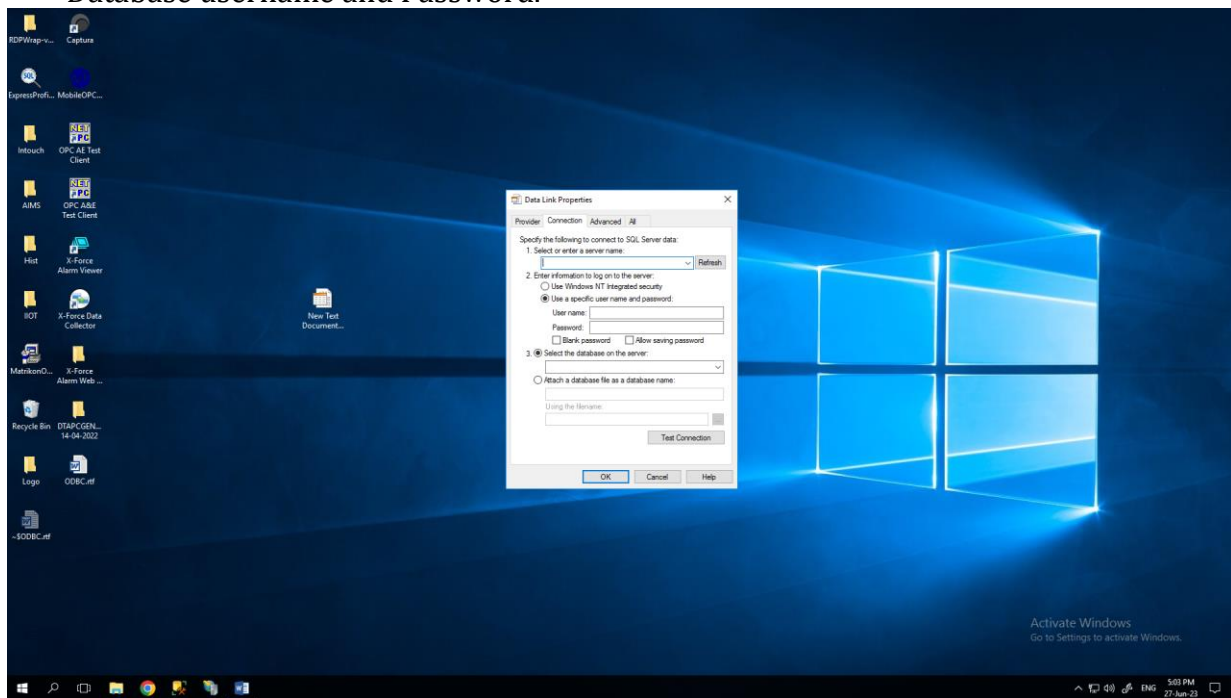 Database username and Password.
RDPWrap-v...
Captura
ExpressProfi...
MobileOPC...
Intouch
OPC AE Test
Client
AIMS
OPC A&E
Test Client
Hist
X-Force
Alarm Viewer
IIOT
X-Force Data
Collector
MatrikonO...
X-Force
Alarm Web ...
Recycle Bin
DTAPCGEN...
14-04-2022
Logo
ODBC.rtf
~$ODBC.rtf
New Text
Document...
Data Link Properties
Provider Connection Advanced All
Specify the following to connect to SQL Server data:
1. Select or enter a server name:
Refresh
2. Enter information to log on to the server:
Use Windows NT Integrated security
Use a specific user name and password:
User name:
Password:
Blank password Allow saving password
3. Select the database on the server:
Attach a database file as a database name:
Using the filename:
...
Test Connection
OK Cancel Help
Activate Windows
Go to Settings to activate Windows.
ENG
5:03 PM
27-Jun-23